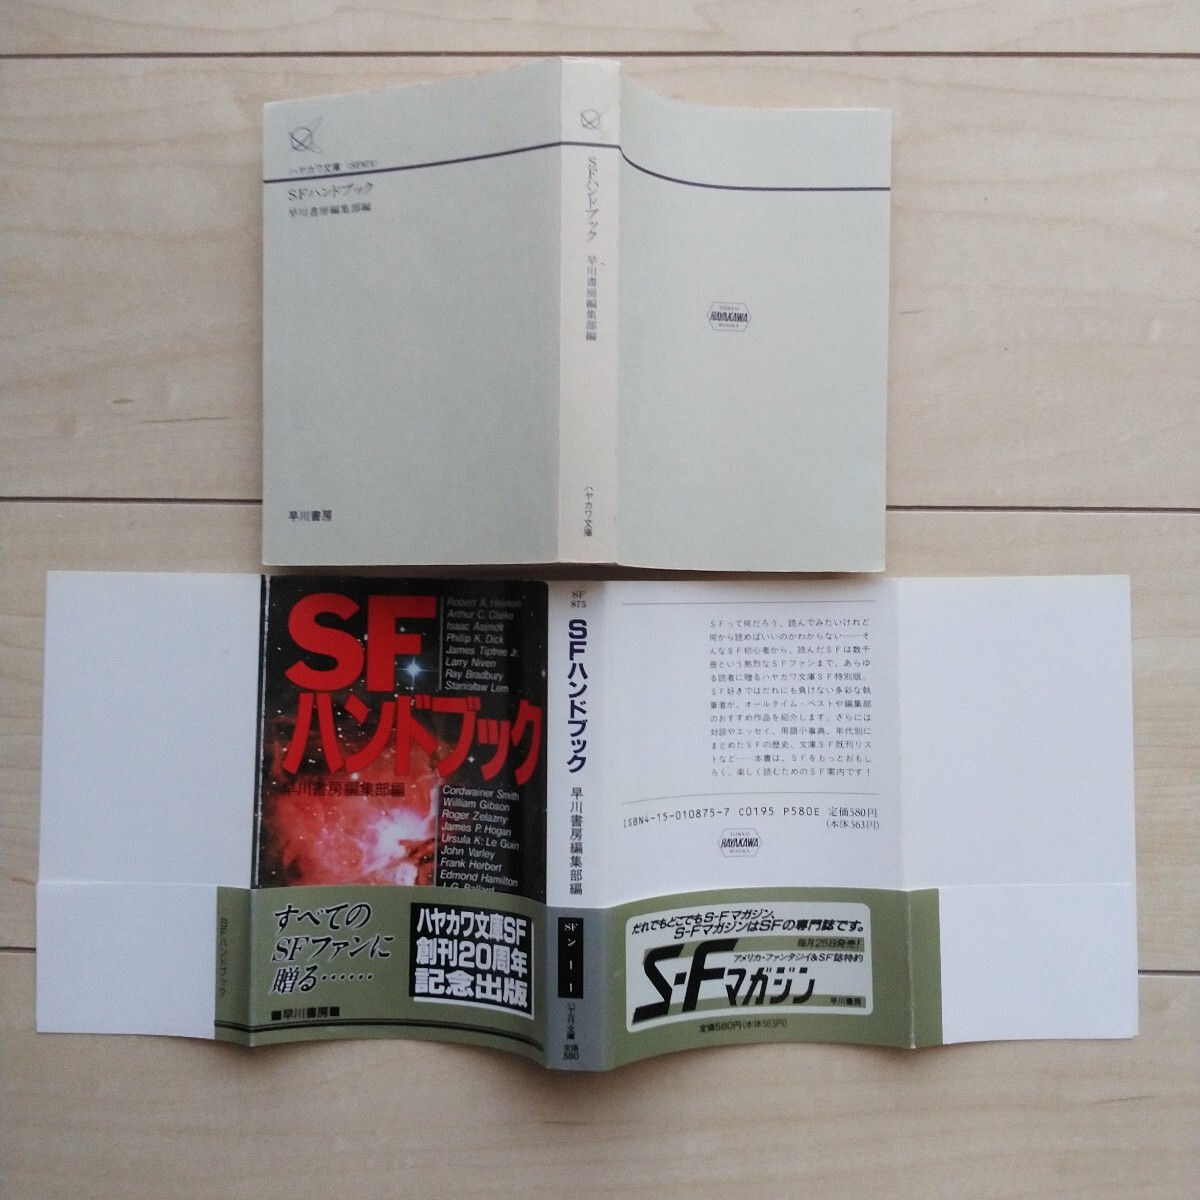 ハヤカワ文庫 〈SF875〉
SFハンドブック
早川書房編集部編
早川書房
SFハンドブック 早川書房編集部編
ハヤカワ文庫
TOKYO
HAYAKAWA
BOOKS
SF
ハンドブック
早川書房編集部編
Robert A. Heinlein
Arthur C. Clarke
Isaac Asimov
Philip K. Dick
James Tiptree Jr.
Larry Niven
Ray Bradbury
Stanisław Lem
Cordwainer Smith
William Gibson
Roger Zelazny
James P. Hogan
Ursula K. Le Guin
John Varley
Frank Herbert
Edmond Hamilton
J. G. Ballard
SF
875
SFハンドブック
早川書房編集部編
SFって何だろう、読んでみたいけれど
何から読めばいいのかわからない——そ
んなSF初心者から、読んだSFは数千
冊という熱烈なSFファンまで、あらゆ
る読者に贈るハヤカワ文庫SF特別版。
SF好きではだれにも負けない多彩な執
筆者が、オールタイム・ベストや編集部
のおすすめ作品を紹介します。さらには
対談やエッセイ、用語小事典、年代別に
まとめたSFの歴史、文庫SF既刊リス
トなど——本書は、SFをもっとおもし
ろく、楽しく読むためのSF案内です！
ISBN4-15-010875-7 C0195 P580E 定価580円
(本体563円)
TOKYO
HAYAKAWA
BOOKS
SFハンドブック
すべての
SFファンに
贈る……
■早川書房■
ハヤカワ文庫SF
創刊20周年
記念出版
SF
ン
1
1
ハヤカワ文庫
定価
580
だれでもどこでもS-Fマガジン、
S-FマガジンはSFの専門誌です。
毎月25日発売！
アメリカ・ファンタジイ&SF誌特約
S-Fマガジン
早川書房
定価580円(本体563円)